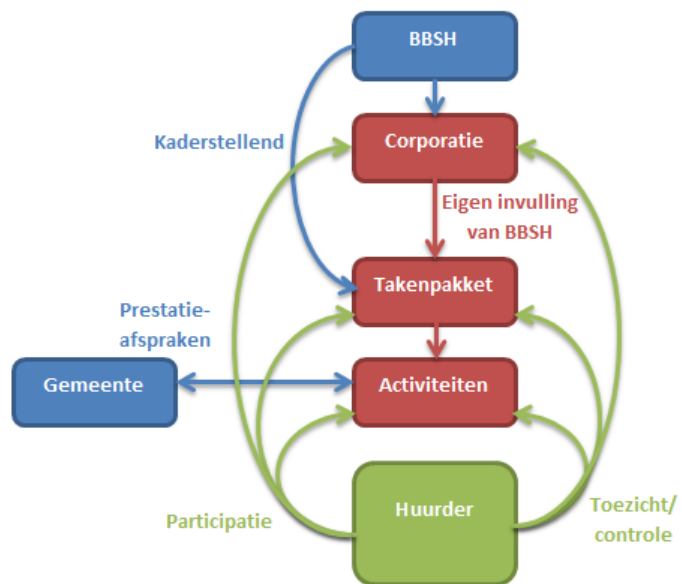 BBSH
Kaderstellend
Corporatie
Eigen invulling
van BBSH
Takenpakket
Prestatie-
afspraken
Gemeente
Activiteiten
Participatie
Huurder
Toezicht/
controle